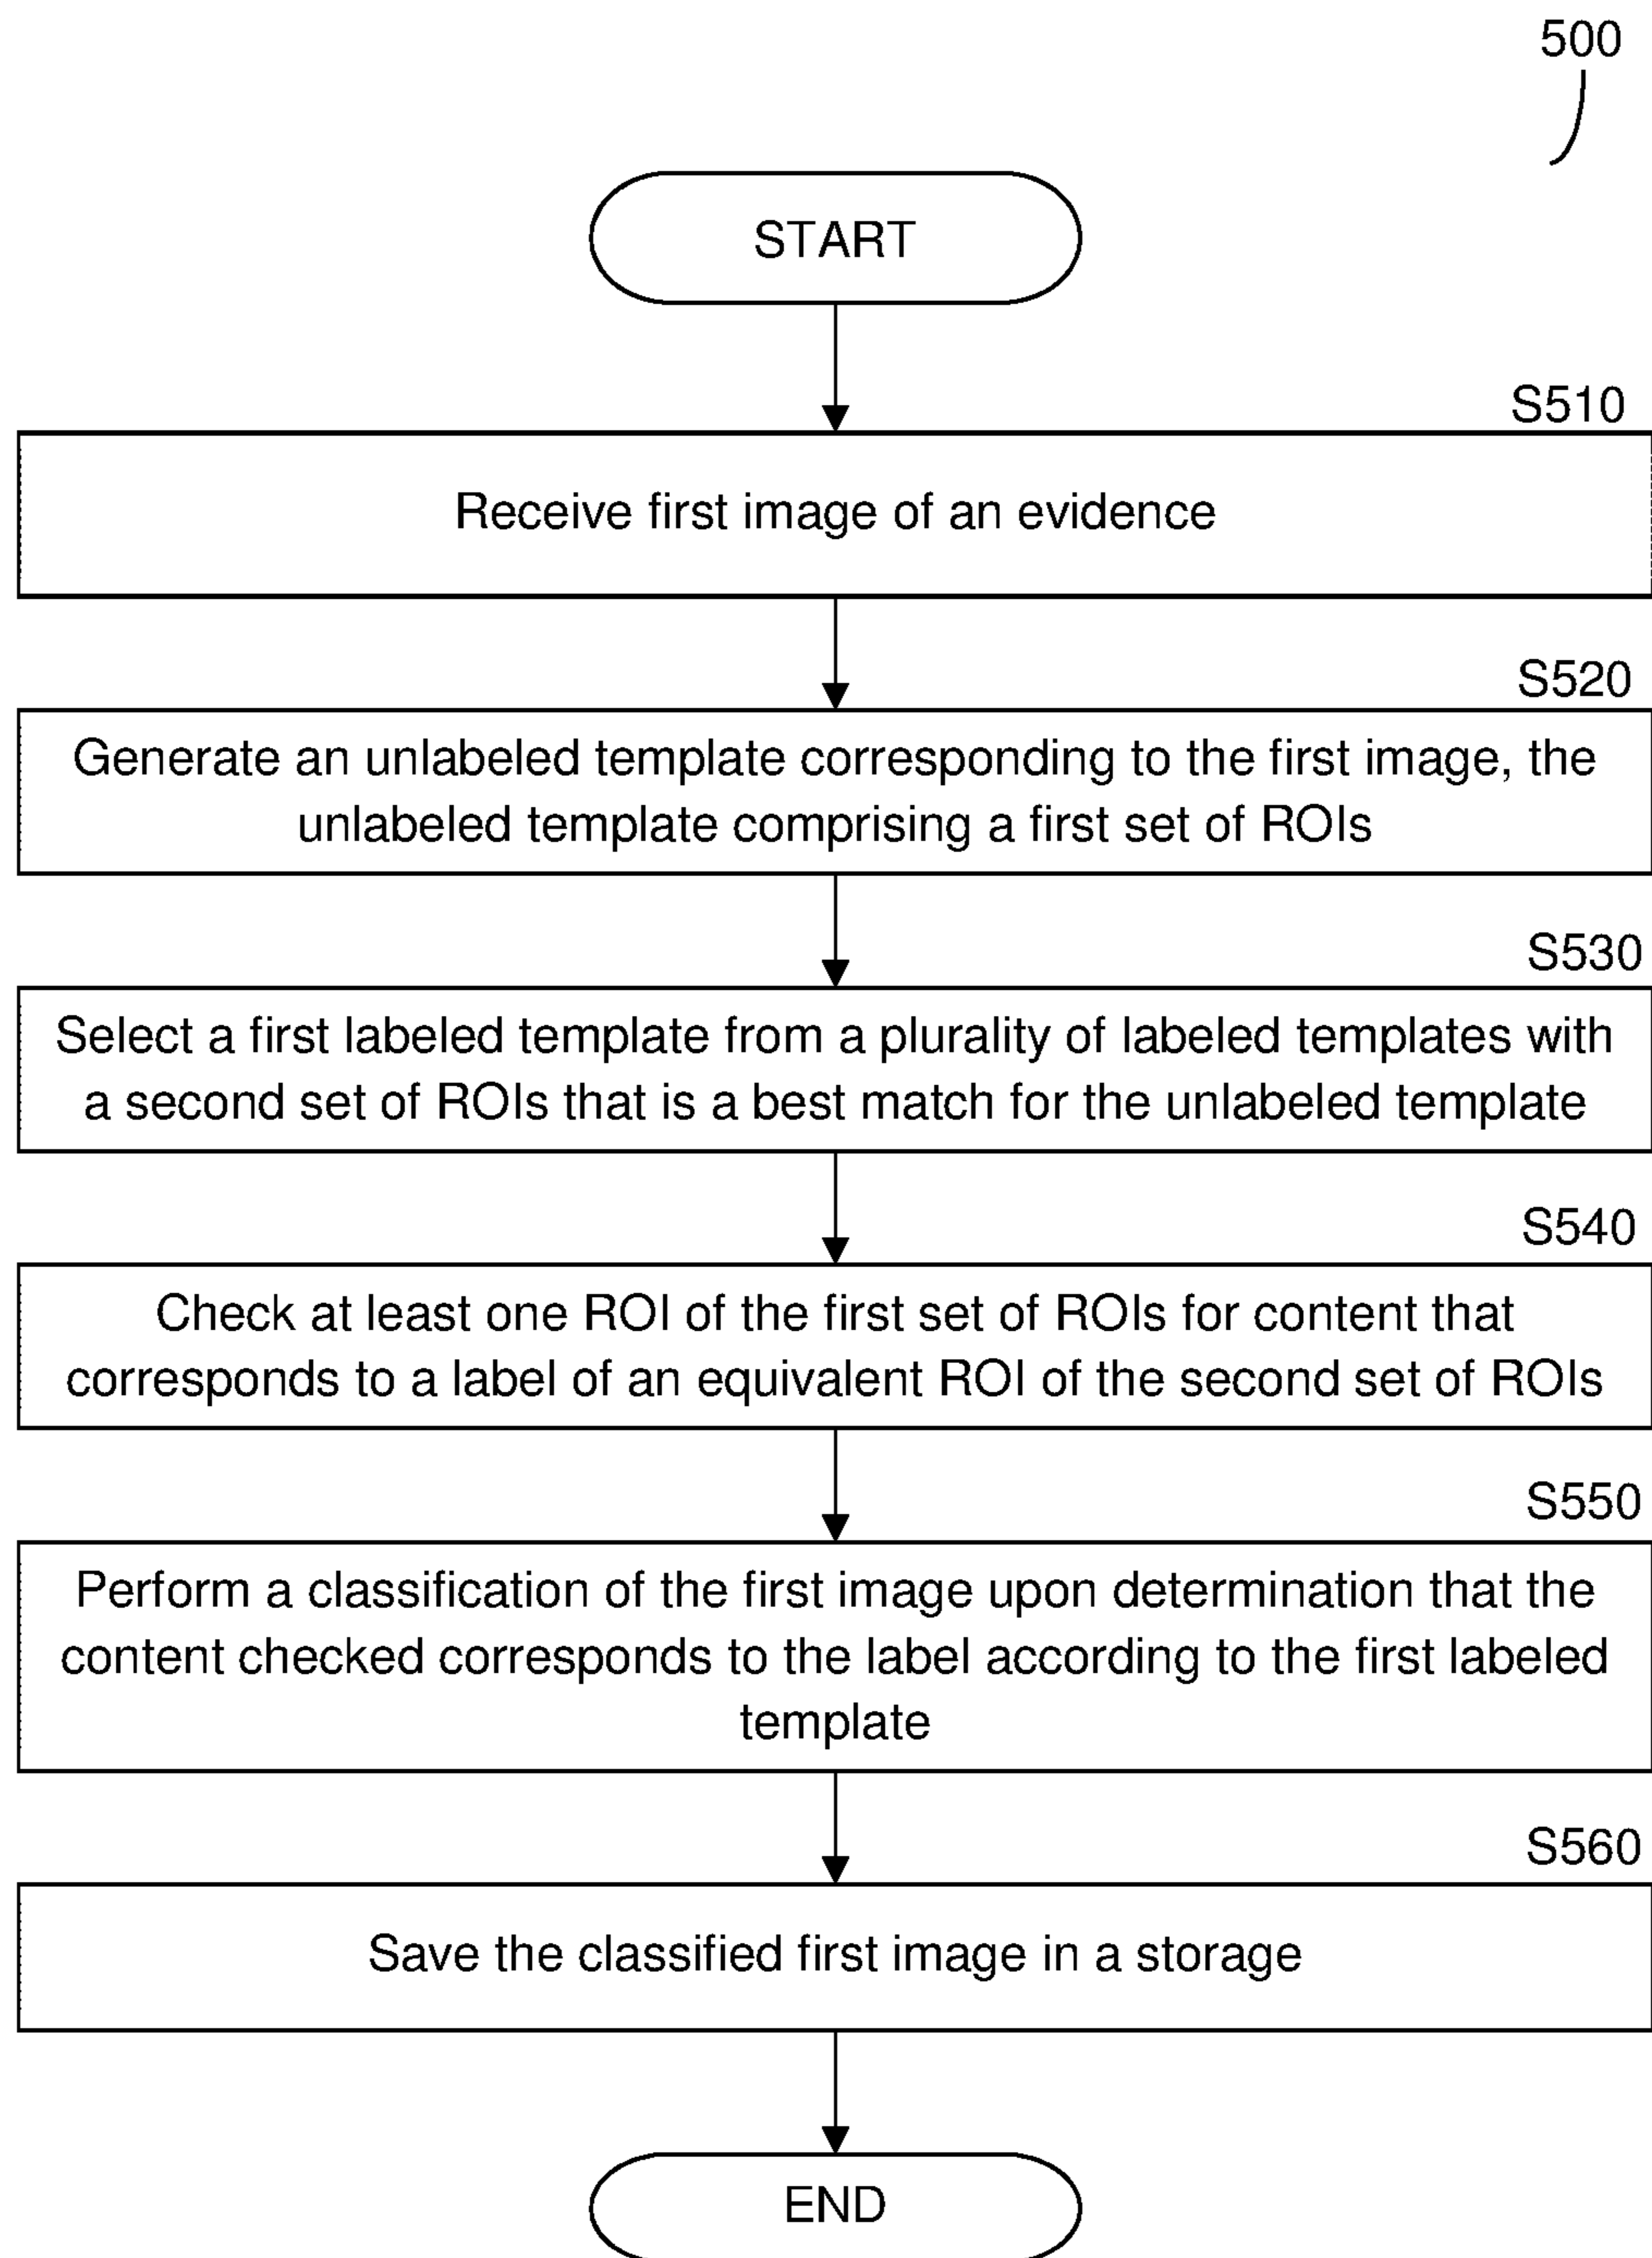 500
START
S510
Receive first image of an evidence
S520
Generate an unlabeled template corresponding to the first image, the
unlabeled template comprising a first set of ROIs
S530
Select a first labeled template from a plurality of labeled templates with
a second set of ROIs that is a best match for the unlabeled template
S540
Check at least one ROI of the first set of ROIs for content that
corresponds to a label of an equivalent ROI of the second set of ROIs
S550
Perform a classification of the first image upon determination that the
content checked corresponds to the label according to the first labeled
template
S560
Save the classified first image in a storage
END